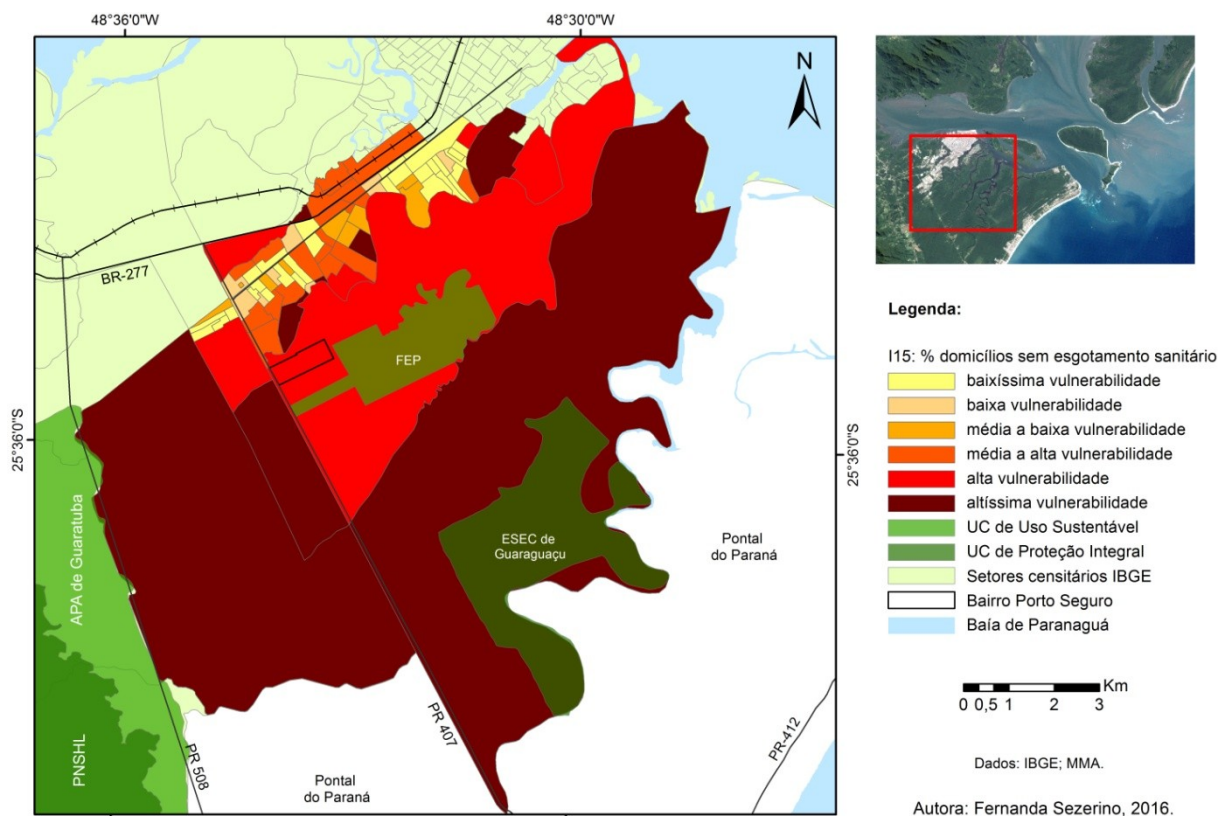 48°36'0"W
48°30'0"W
N
BR-277
FEP
25°36'0"S
25°36'0"S
APA de Guaratuba
ESEC de
Guaraguaçu
Pontal
do Paraná
PNSHL
PR 508
PR 407
PR-412
Pontal
do Paraná
Legenda:
I15: % domicílios sem esgotamento sanitário
baixíssima vulnerabilidade
baixa vulnerabilidade
média a baixa vulnerabilidade
média a alta vulnerabilidade
alta vulnerabilidade
altíssima vulnerabilidade
UC de Uso Sustentável
UC de Proteção Integral
Setores censitários IBGE
Bairro Porto Seguro
Baía de Paranaguá
Km
0 0,5 1 2 3
Dados: IBGE; MMA.
Autora: Fernanda Sezerino, 2016.